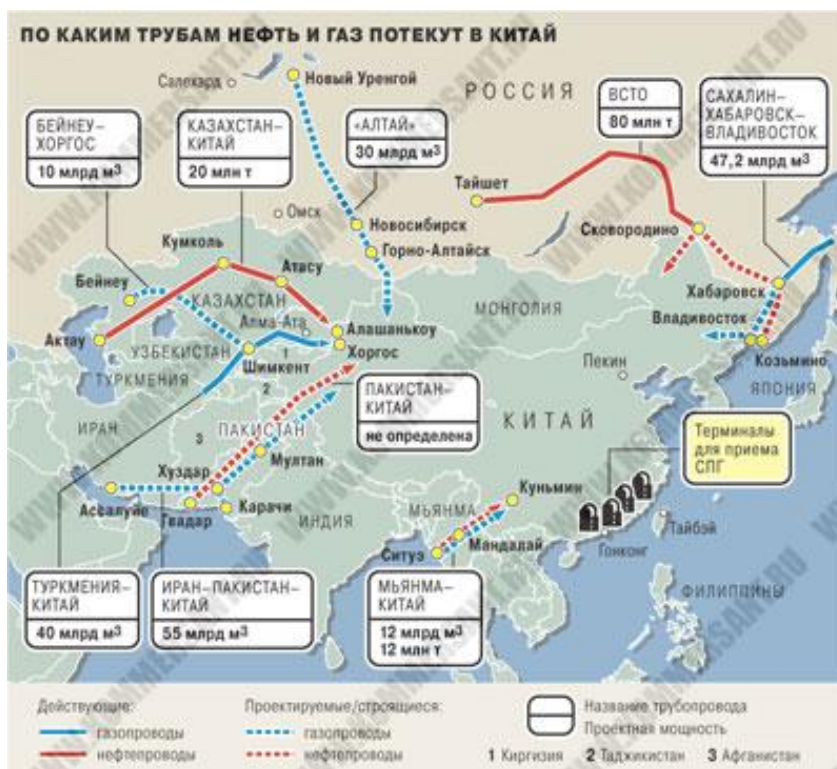 ПО КАКИМ ТРУБАМ НЕФТЬ И ГАЗ ПОТЕКУТ В КИТАЙ
Салехард
Новый Уренгой
РОССИЯ
БЕЙНЕУ–
ХОРГОС
10 млрд м³
КАЗАХСТАН–
КИТАЙ
20 млн т
«АЛТАЙ»
30 млрд м³
ВСТО
80 млн т
САХАЛИН–
ХАБАРОВСК–
ВЛАДИВОСТОК
47,2 млрд м³
Тайшет
Омск
Новосибирск
Сковородино
Горно-Алтайск
Кумколь
Атасу
Бейнеу
КАЗАХСТАН
МОНГОЛИЯ
Хабаровск
Алма-Ата
Алашанькоу
Владивосток
Актау
УЗБЕКИСТАН
Хоргос
Шимкент
1
Козьмино
ТУРКМЕНИЯ
2
Пекин
ЯПОНИЯ
ПАКИСТАН–
КИТАЙ
не определена
ИРАН
3
ПАКИСТАН
КИТАЙ
Терминалы
для приема
СПГ
Мултан
Хуздар
Куньмин
Ассалуйе
Гвадар
Карачи
ИНДИЯ
МЬЯНМА
Тайбэй
Ситуэ
Мандалай
Гонконг
ТУРКМЕНИЯ–
КИТАЙ
40 млрд м³
ИРАН–ПАКИСТАН–
КИТАЙ
55 млрд м³
МЬЯНМА–
КИТАЙ
12 млрд м³
12 млн т
ФИЛИППИНЫ
Действующие:
газопроводы
нефтепроводы
Проектируемые/строящиеся:
газопроводы
нефтепроводы
Название трубопровода
Проектная мощность
1 Киргизия 2 Таджикистан 3 Афганистан
WWW.KOMMERSANT.RU